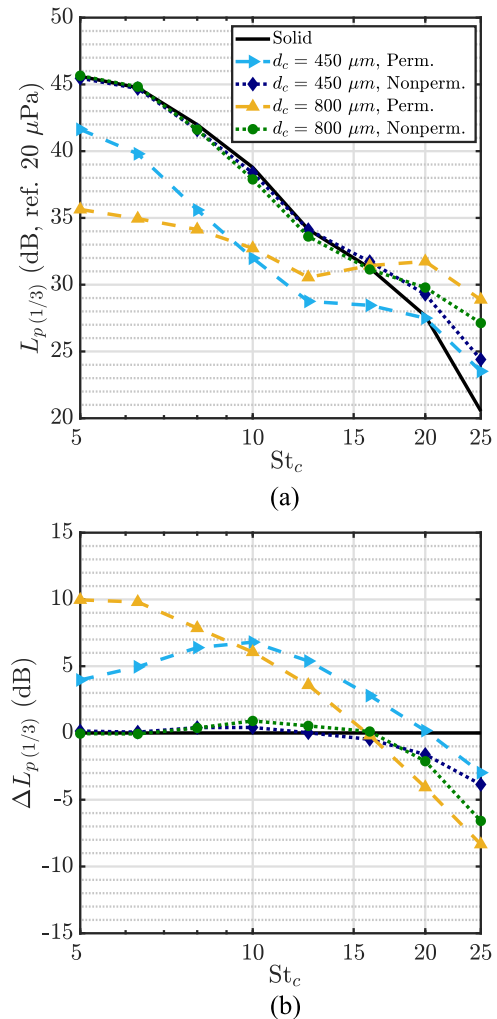 50
45
40
35
30
25
20
L_p (1/3) (dB, ref. 20 μPa)
Solid
d_c = 450 μm, Perm.
d_c = 450 μm, Nonperm.
d_c = 800 μm, Perm.
d_c = 800 μm, Nonperm.
5 10 15 20 25
St_c
(a)
15
10
5
0
-5
-10
-15
ΔL_p (1/3) (dB)
5 10 15 20 25
St_c
(b)